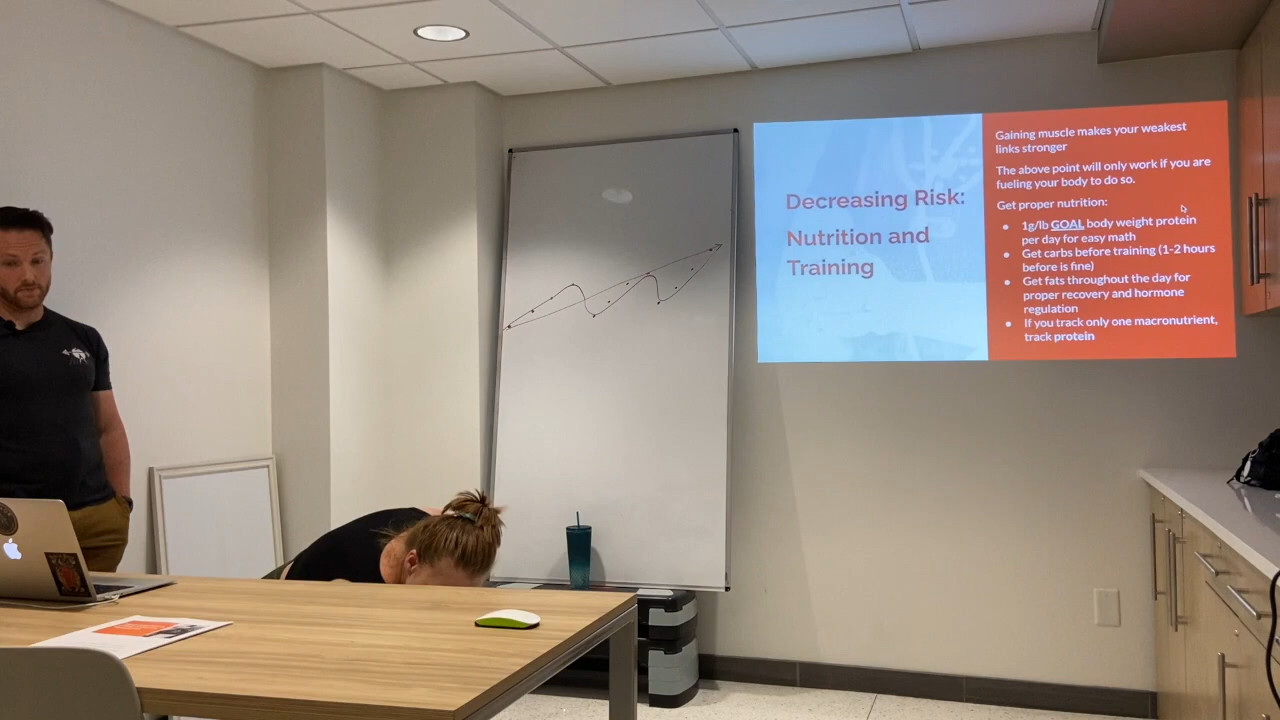 Decreasing Risk:
Nutrition and
Training
Gaining muscle makes your weakest
links stronger
The above point will only work if you are
fueling your body to do so.
Get proper nutrition:
● 1g/lb GOAL body weight protein
per day for easy math
● Get carbs before training (1-2 hours
before is fine)
● Get fats throughout the day for
proper recovery and hormone
regulation
● If you track only one macronutrient,
track protein